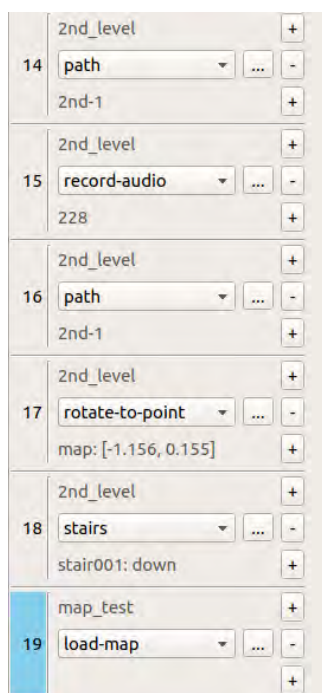 2nd_level +
14 path ... -
2nd-1 +
2nd_level +
15 record-audio ... -
228 +
2nd_level +
16 path ... -
2nd-1 +
2nd_level +
17 rotate-to-point ... -
map: [-1.156, 0.155] +
2nd_level +
18 stairs ... -
stair001: down +
map_test +
19 load-map ... -
+